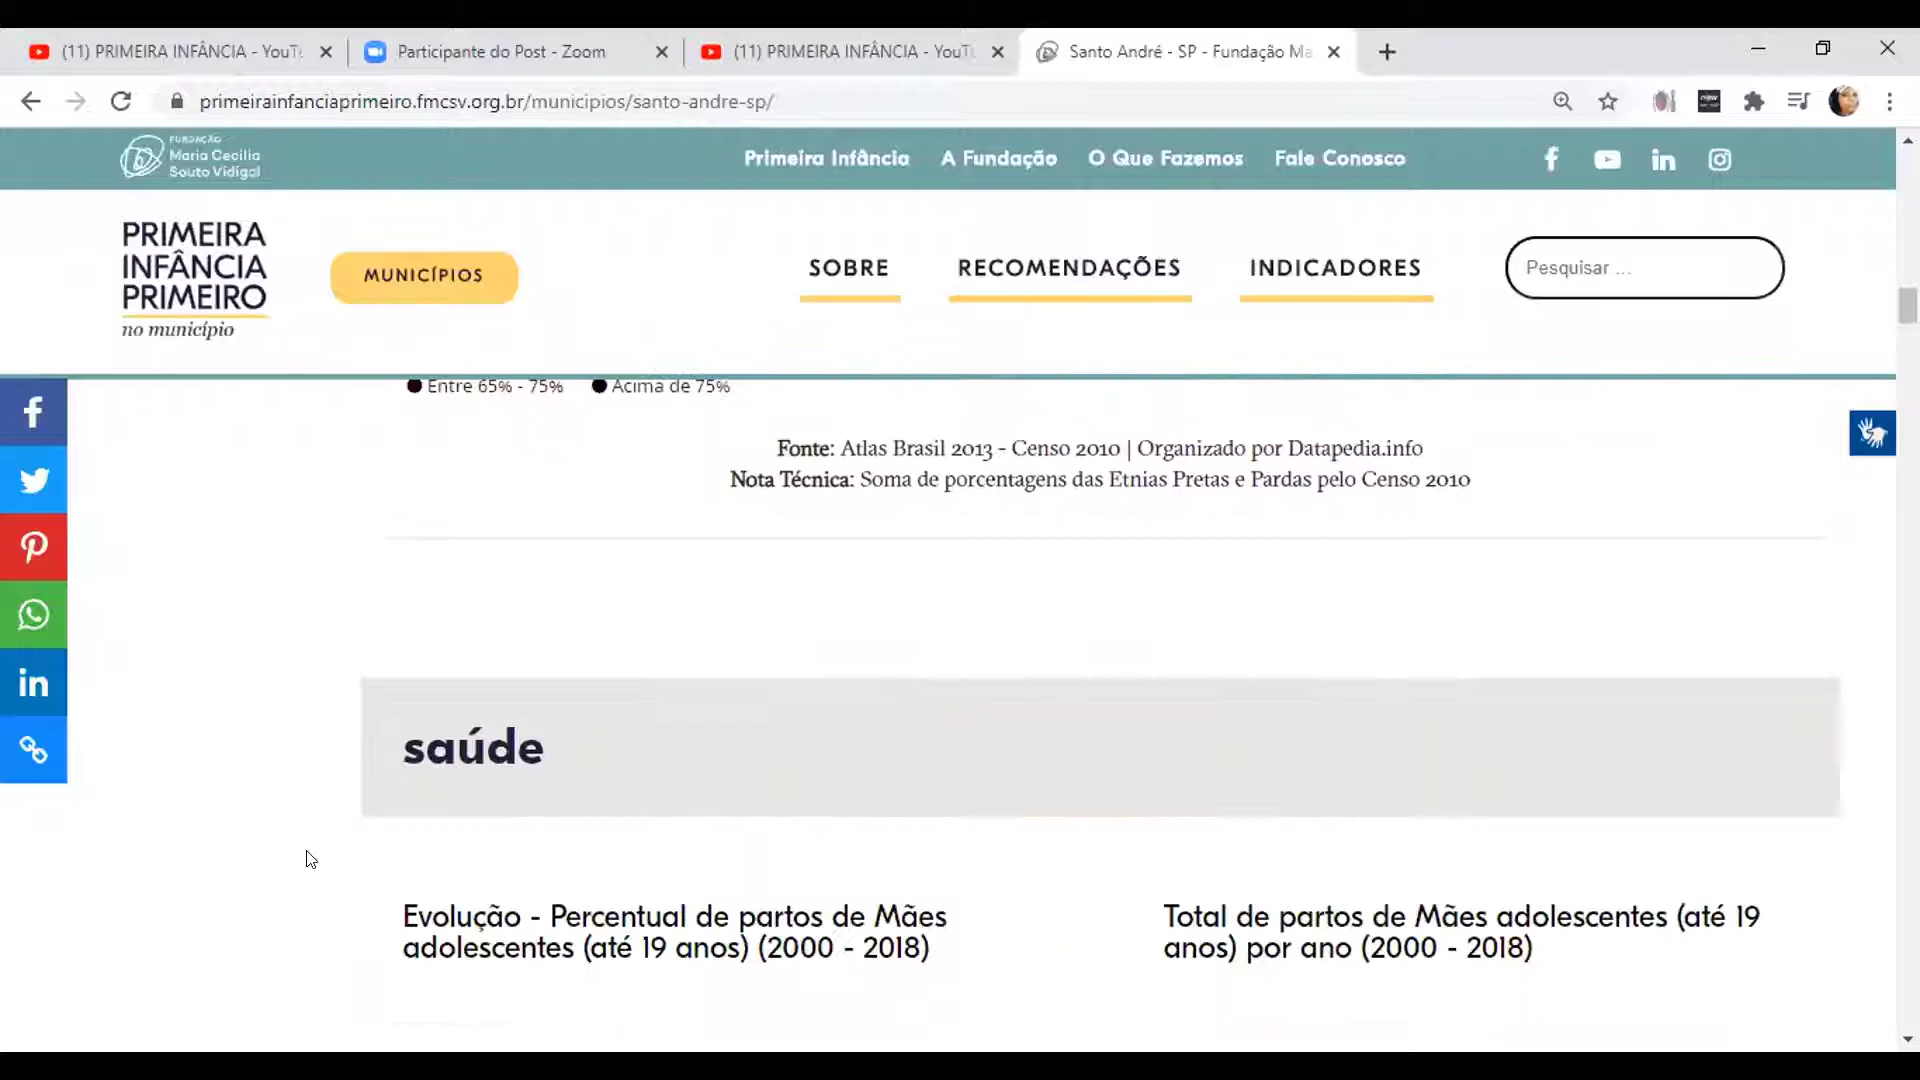 (11) PRIMEIRA INFÂNCIA - YouTu
Participante do Post - Zoom
(11) PRIMEIRA INFÂNCIA - YouTu
Santo André - SP - Fundação Ma
primeirainfanciaprimeiro.fmcsv.org.br/municipios/santo-andre-sp/
FUNDAÇÃO
Maria Cecilia
Souto Vidigal
Primeira Infância
A Fundação
O Que Fazemos
Fale Conosco
PRIMEIRA
INFÂNCIA
PRIMEIRO
no município
MUNICÍPIOS
SOBRE
RECOMENDAÇÕES
INDICADORES
Pesquisar ...
Entre 65% - 75%
Acima de 75%
Fonte: Atlas Brasil 2013 - Censo 2010 | Organizado por Datapedia.info
Nota Técnica: Soma de porcentagens das Etnias Pretas e Pardas pelo Censo 2010
saúde
Evolução - Percentual de partos de Mães
adolescentes (até 19 anos) (2000 - 2018)
Total de partos de Mães adolescentes (até 19
anos) por ano (2000 - 2018)